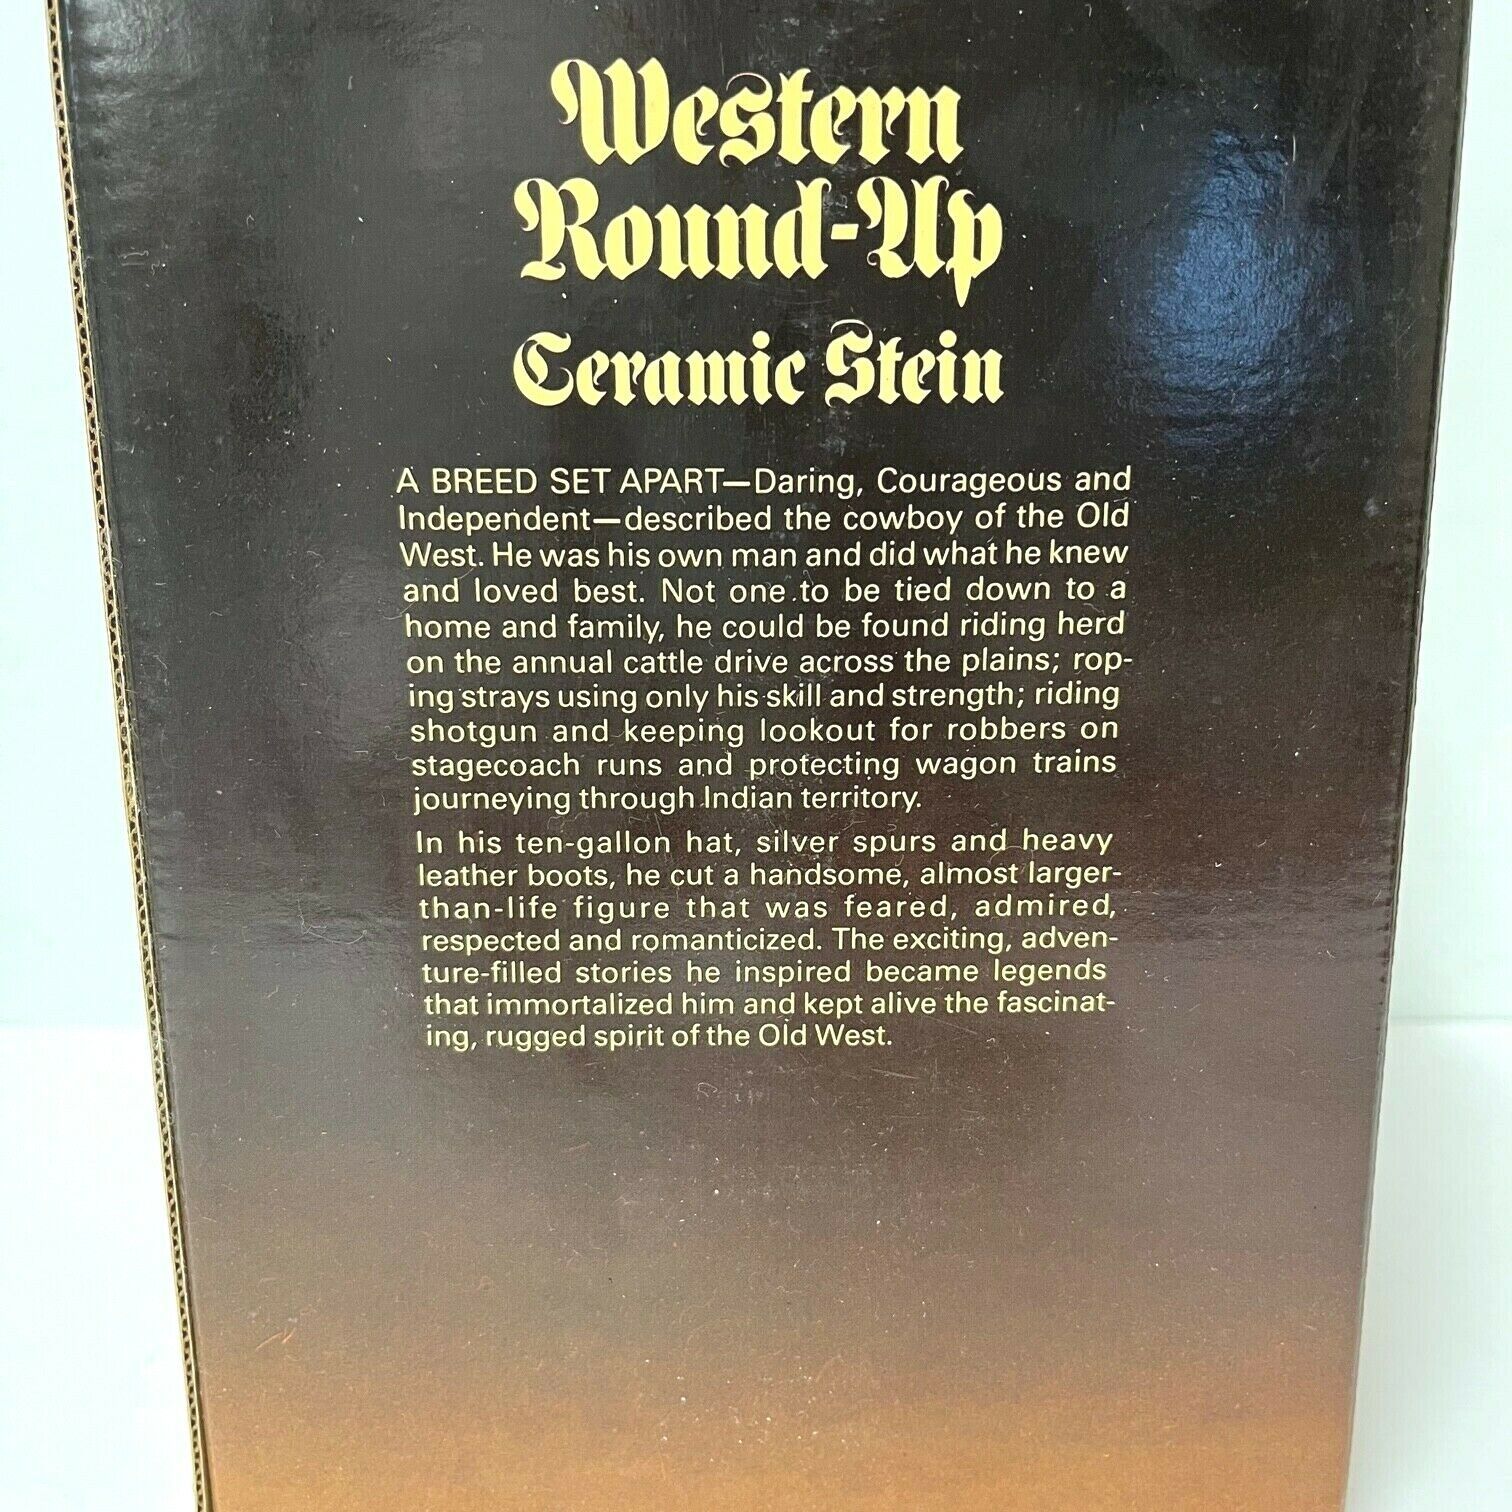 Western
Round-Up
Ceramic Stein
A BREED SET APART—Daring, Courageous and
Independent—described the cowboy of the Old
West. He was his own man and did what he knew
and loved best. Not one to be tied down to a
home and family, he could be found riding herd
on the annual cattle drive across the plains; rop-
ing strays using only his skill and strength; riding
shotgun and keeping lookout for robbers on
stagecoach runs and protecting wagon trains
journeying through Indian territory.
In his ten-gallon hat, silver spurs and heavy
leather boots, he cut a handsome, almost larger-
than-life figure that was feared, admired,
respected and romanticized. The exciting, adven-
ture-filled stories he inspired became legends
that immortalized him and kept alive the fascinat-
ing, rugged spirit of the Old West.